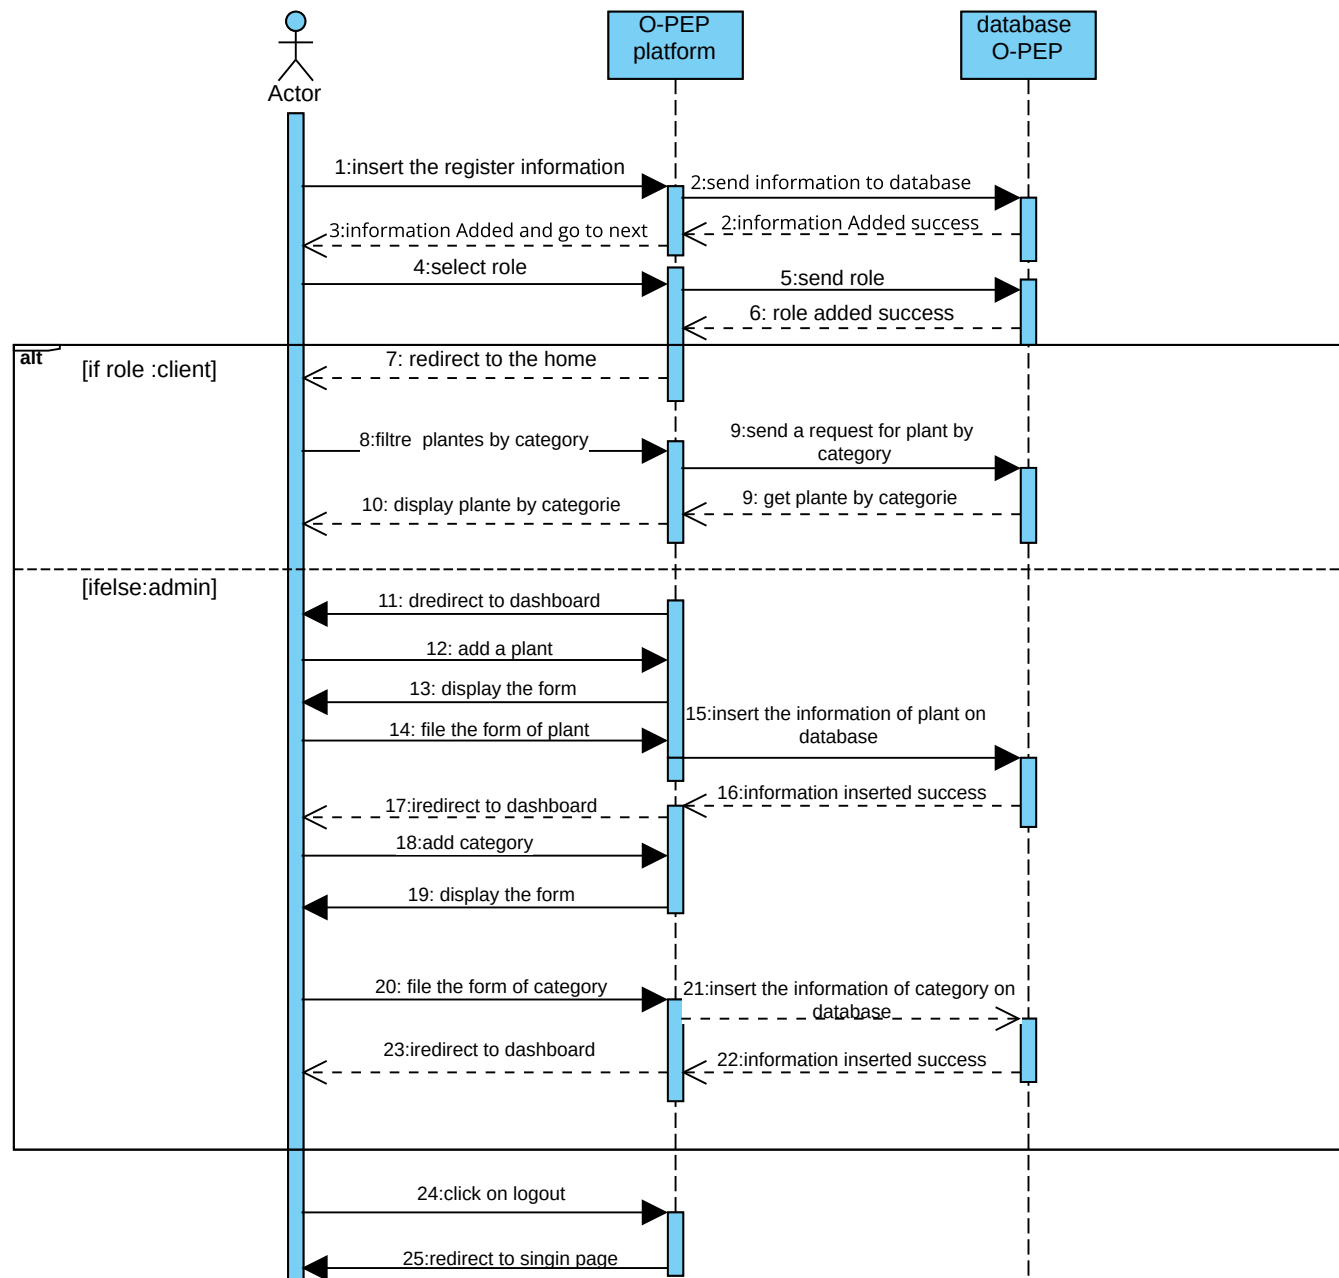 O-PEP
platform
database
O-PEP
Actor
1:insert the register information
2:send information to database
2:information Added success
3:information Added and go to next
4:select role
5:send role
6: role added success
alt
[if role :client]
7: redirect to the home
8:filtre  plantes by category
9:send a request for plant by
category
9: get plante by categorie
10: display plante by categorie
[ifelse:admin]
11: dredirect to dashboard
12: add a plant
13: display the form
14: file the form of plant
15:insert the information of plant on
database
16:information inserted success
17:iredirect to dashboard
18:add category
19: display the form
20: file the form of category
21:insert the information of category on
database
22:information inserted success
23:iredirect to dashboard
24:click on logout
25:redirect to singin page